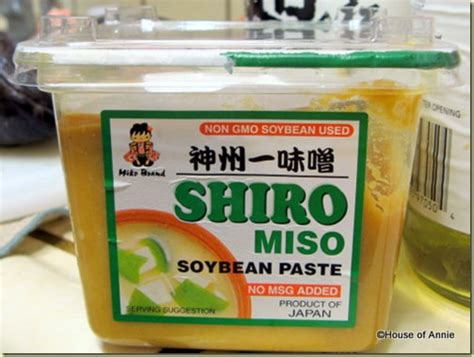 NON GMO SOYBEAN USED
神州一味噌
Miko Brand
SHIRO
MISO
SOYBEAN PASTE
NO MSG ADDED
PRODUCT OF
JAPAN
SERVING SUGGESTION
©House of Annie